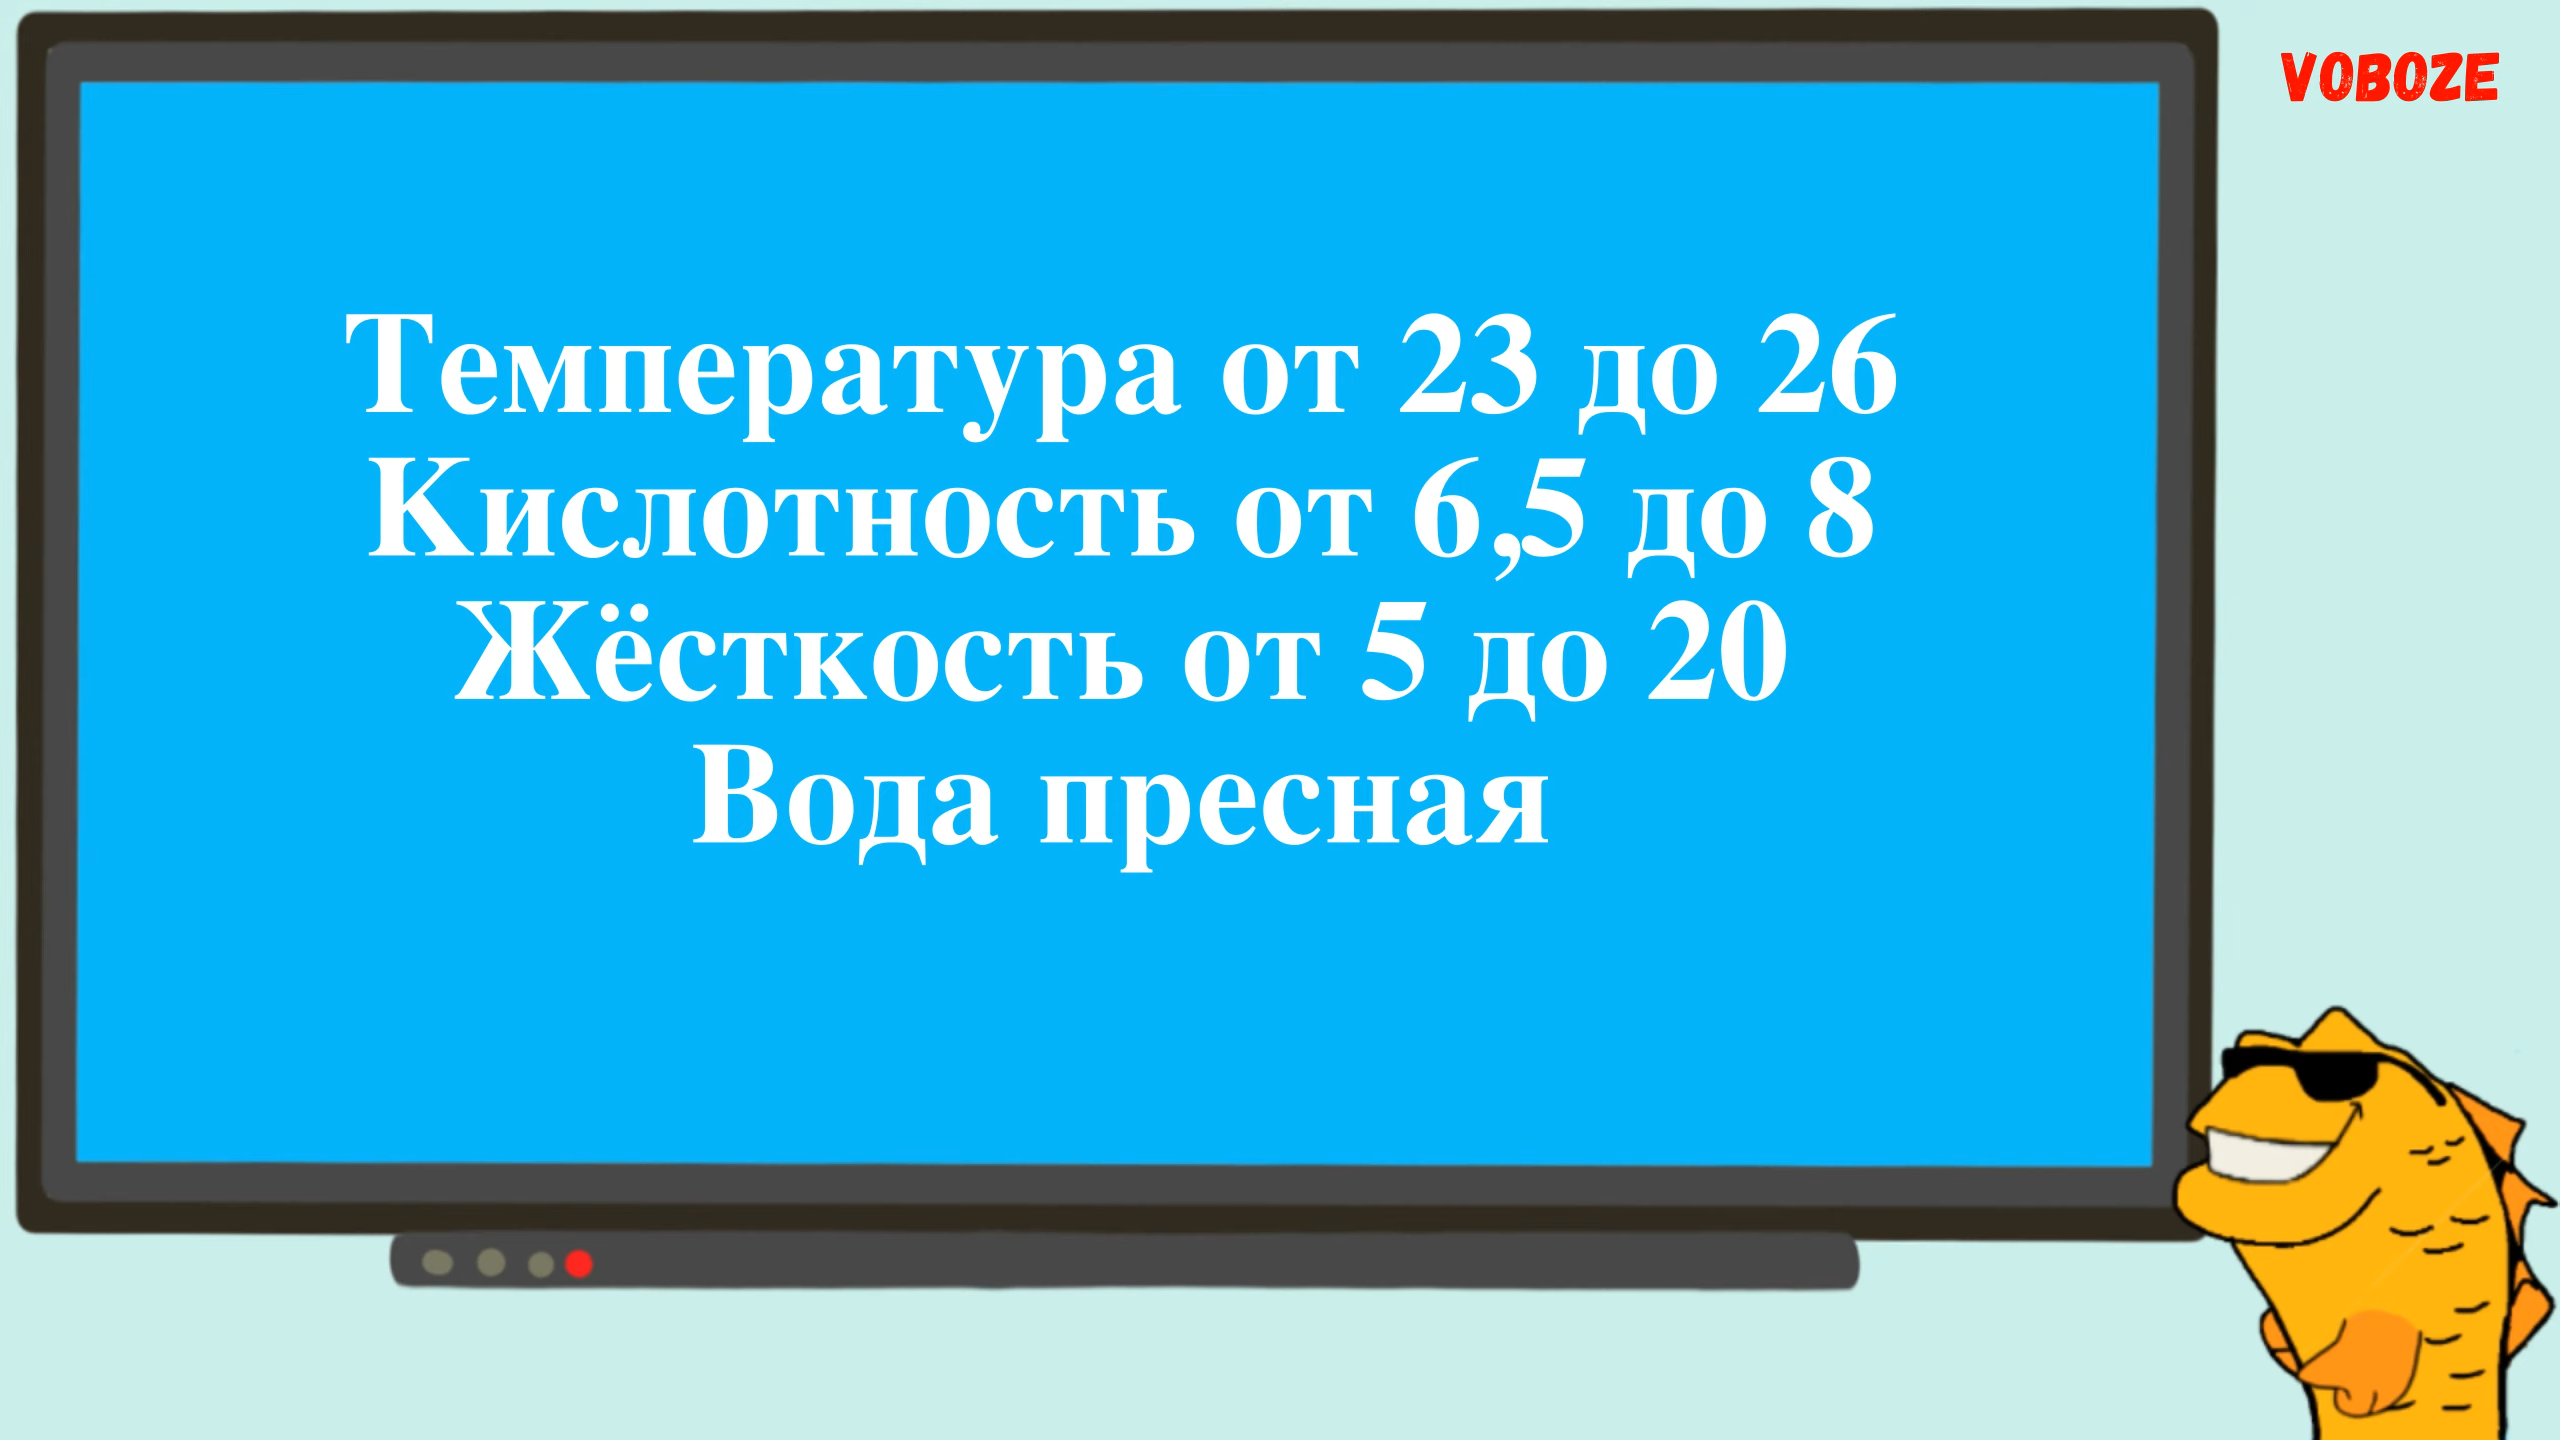 VOBOZE
Температура от 23 до 26
Кислотность от 6,5 до 8
Жёсткость от 5 до 20
Вода пресная